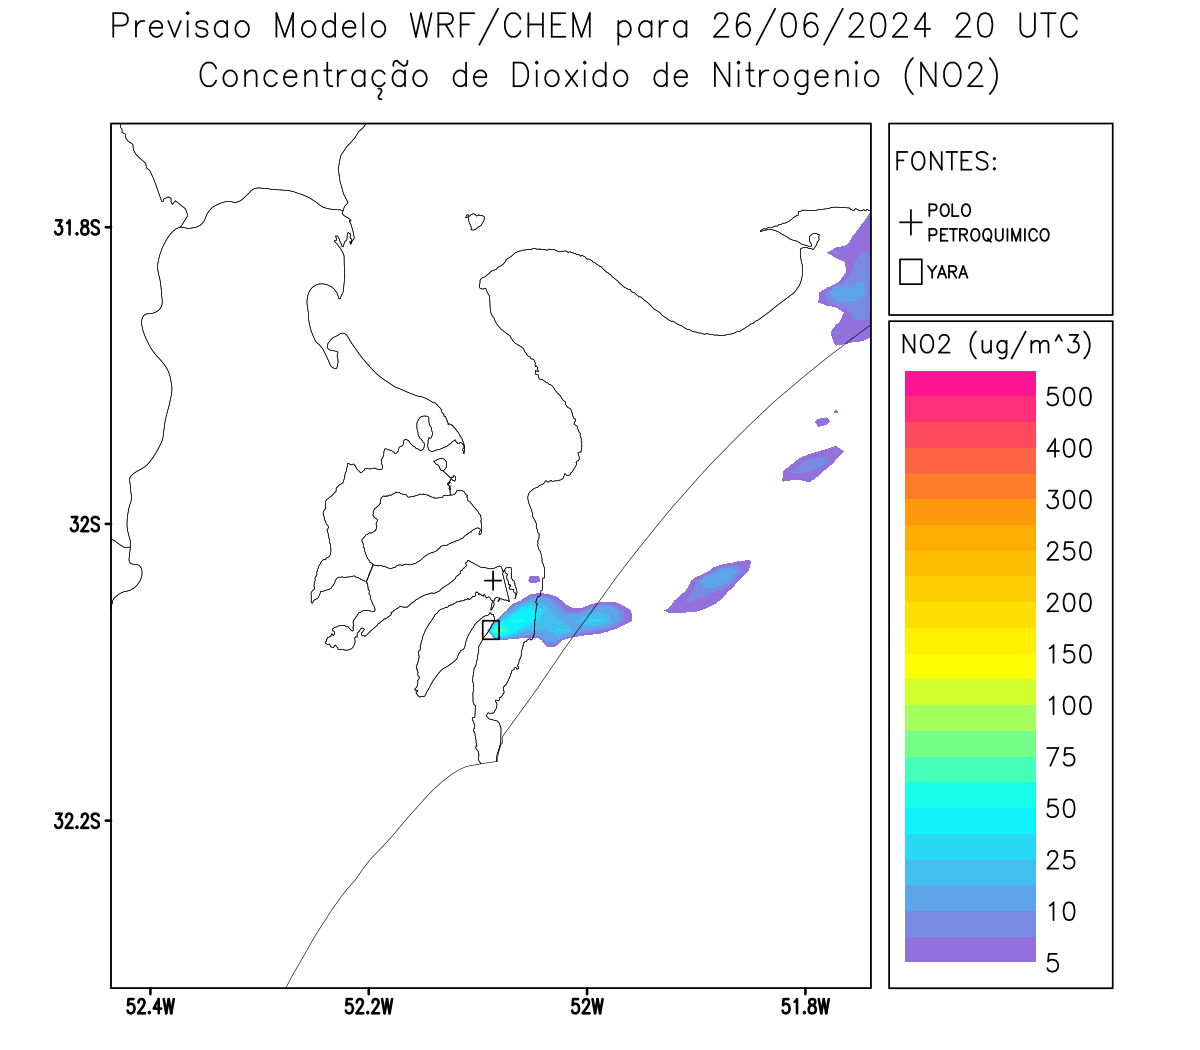 Previsao Modelo WRF/CHEM para 26/06/2024 20 UTC
Concentração de Dioxido de Nitrogenio (NO2)
FONTES:
POLO
PETROQUIMICO
YARA
NO2 (ug/m^3)
500
400
300
250
200
150
100
75
50
25
10
5
31.8S
32S
32.2S
52.4W
52.2W
52W
51.8W